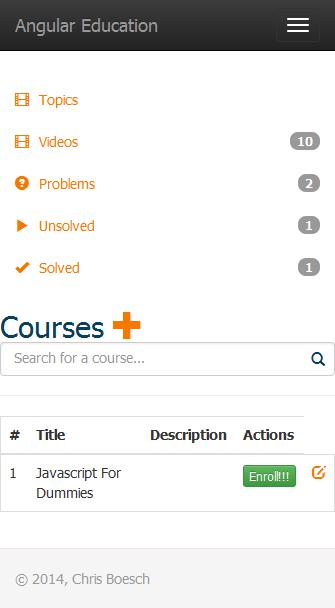 Angular Education
Topics
Videos 10
Problems 2
Unsolved 1
Solved 1
Courses
Search for a course...
# Title Description Actions
1 Javascript For Dummies Enroll!!!
© 2014, Chris Boesch